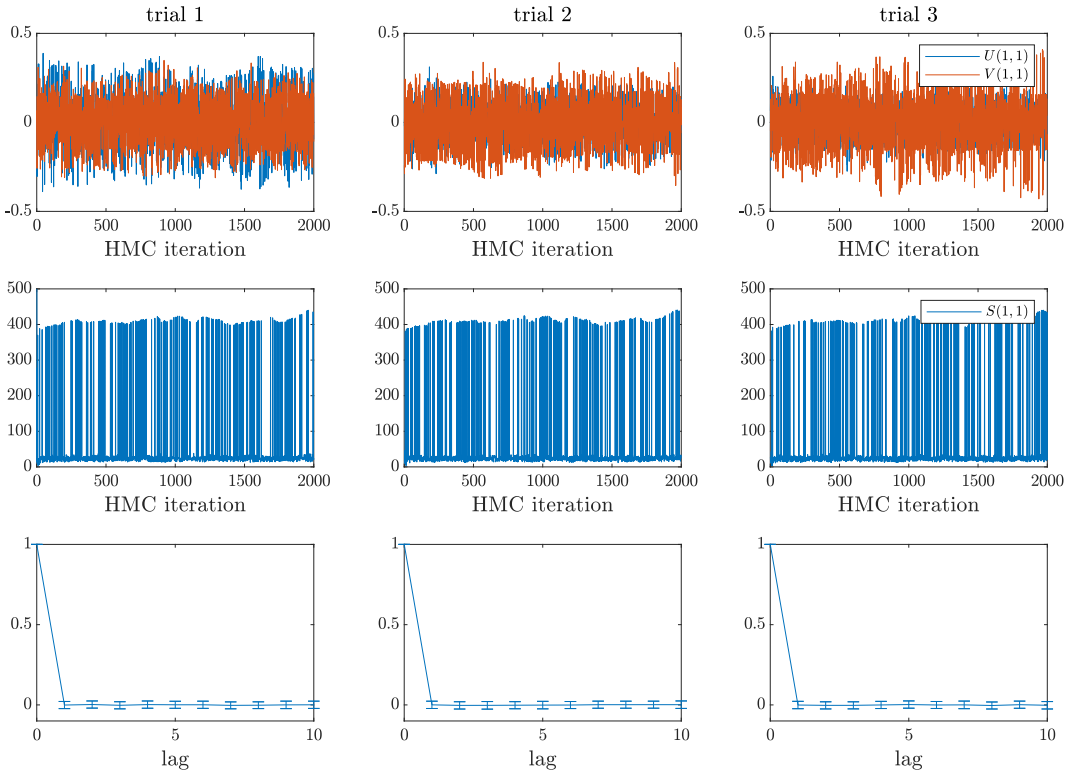 trial 1 trial 2 trial 3
0.5 0.5 0.5
U(1,1)
V(1,1)
0 0 0
-0.5 -0.5 -0.5
0 500 1000 1500 2000 0 500 1000 1500 2000 0 500 1000 1500 2000
HMC iteration HMC iteration HMC iteration
500 500 500
S(1,1)
400 400 400
300 300 300
200 200 200
100 100 100
0 0 0
0 500 1000 1500 2000 0 500 1000 1500 2000 0 500 1000 1500 2000
HMC iteration HMC iteration HMC iteration
1 1 1
0.5 0.5 0.5
0 0 0
0 5 10 0 5 10 0 5 10
lag lag lag